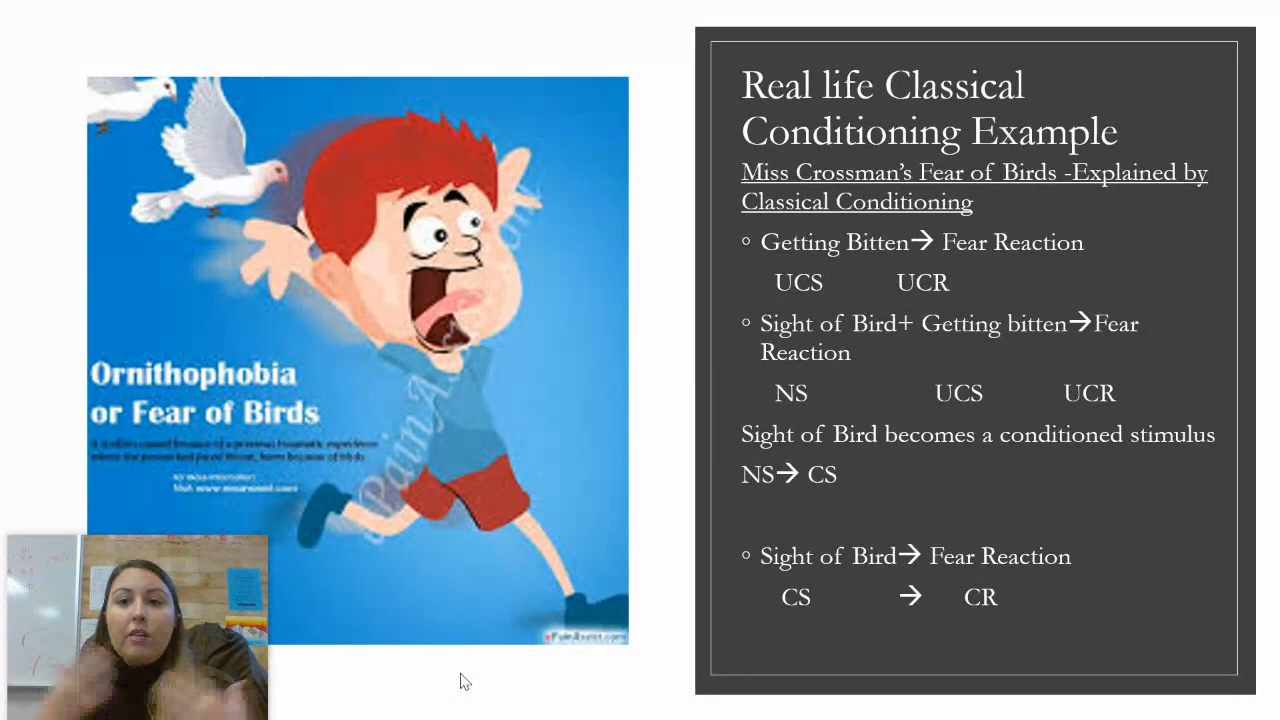 Real life Classical
Conditioning Example
Miss Crossman's Fear of Birds -Explained by
Classical Conditioning
◦ Getting Bitten→ Fear Reaction
UCS UCR
◦ Sight of Bird+ Getting bitten→Fear
Reaction
NS UCS UCR
Sight of Bird becomes a conditioned stimulus
NS→ CS
◦ Sight of Bird→ Fear Reaction
CS → CR
Ornithophobia
or Fear of Birds
ePainAssist.com